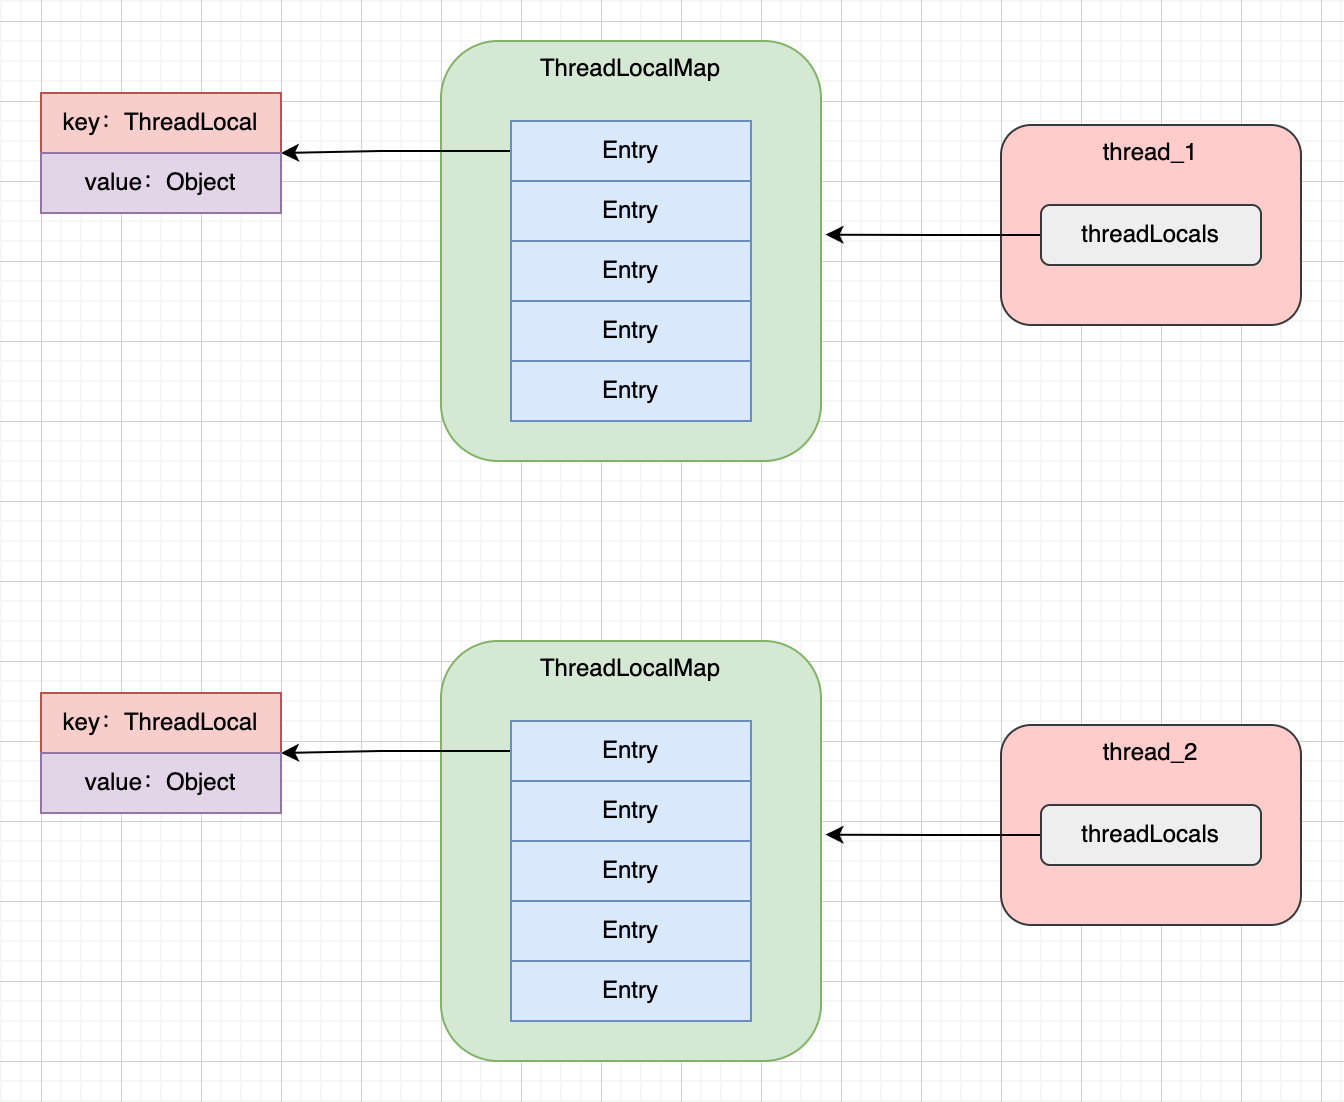 ThreadLocalMap
key：ThreadLocal
value：Object
Entry
Entry
Entry
Entry
Entry
thread_1
threadLocals
ThreadLocalMap
key：ThreadLocal
value：Object
Entry
Entry
Entry
Entry
Entry
thread_2
threadLocals